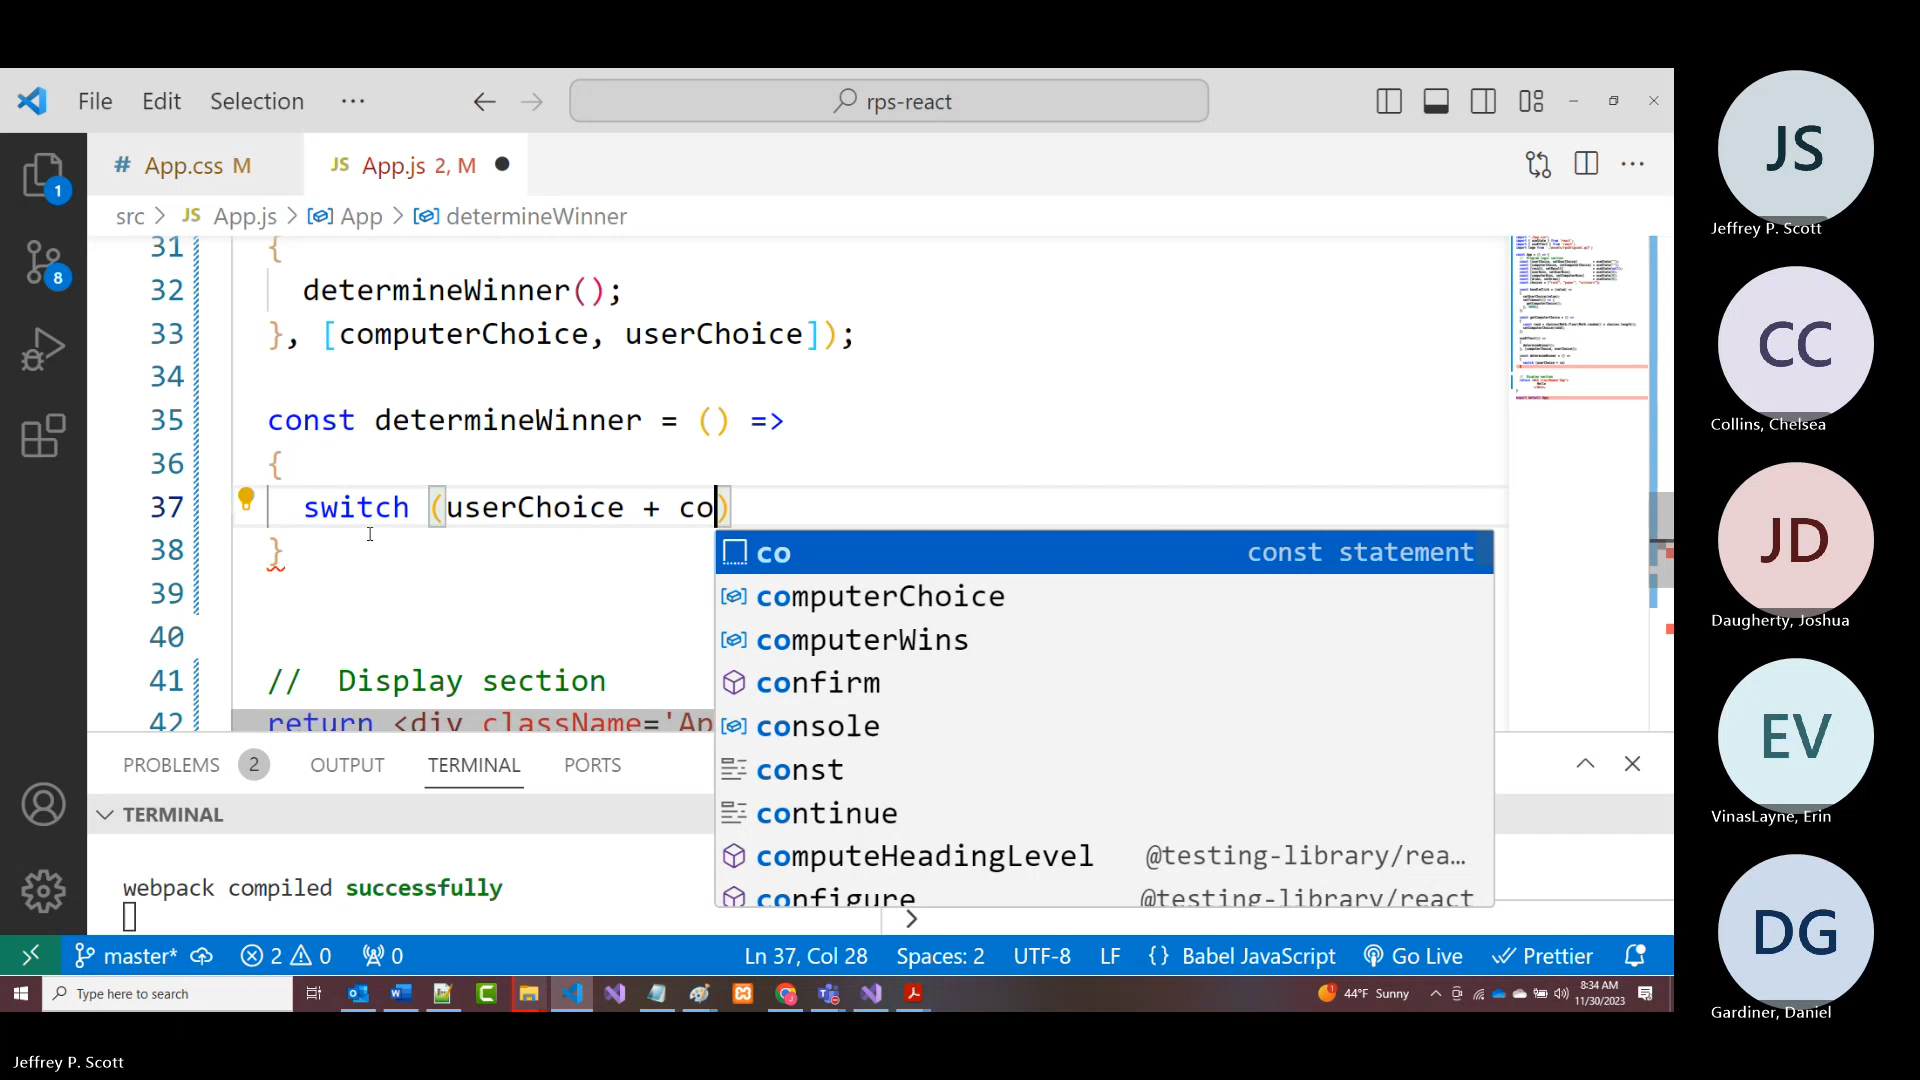 File Edit Selection ··· rps-react
# App.css M JS App.js 2, M
src > JS App.js > App > determineWinner
31 {
32 determineWinner();
33 }, [computerChoice, userChoice]);
34
35 const determineWinner = () =>
36 {
37 switch (userChoice + co)
38 }
39
40
41 // Display section
42 return <div className='Ap
co const statement
computerChoice
computerWins
confirm
console
const
continue
computeHeadingLevel @testing-library/rea…
configure @testing-library/react
1
8
PROBLEMS 2 OUTPUT TERMINAL PORTS
TERMINAL
webpack compiled successfully
master* 2 0 0 Ln 37, Col 28 Spaces: 2 UTF-8 LF {} Babel JavaScript Go Live Prettier
Type here to search 44°F Sunny 8:34 AM
11/30/2023
JS
Jeffrey P. Scott
CC
Collins, Chelsea
JD
Daugherty, Joshua
EV
VinasLayne, Erin
DG
Gardiner, Daniel
Jeffrey P. Scott